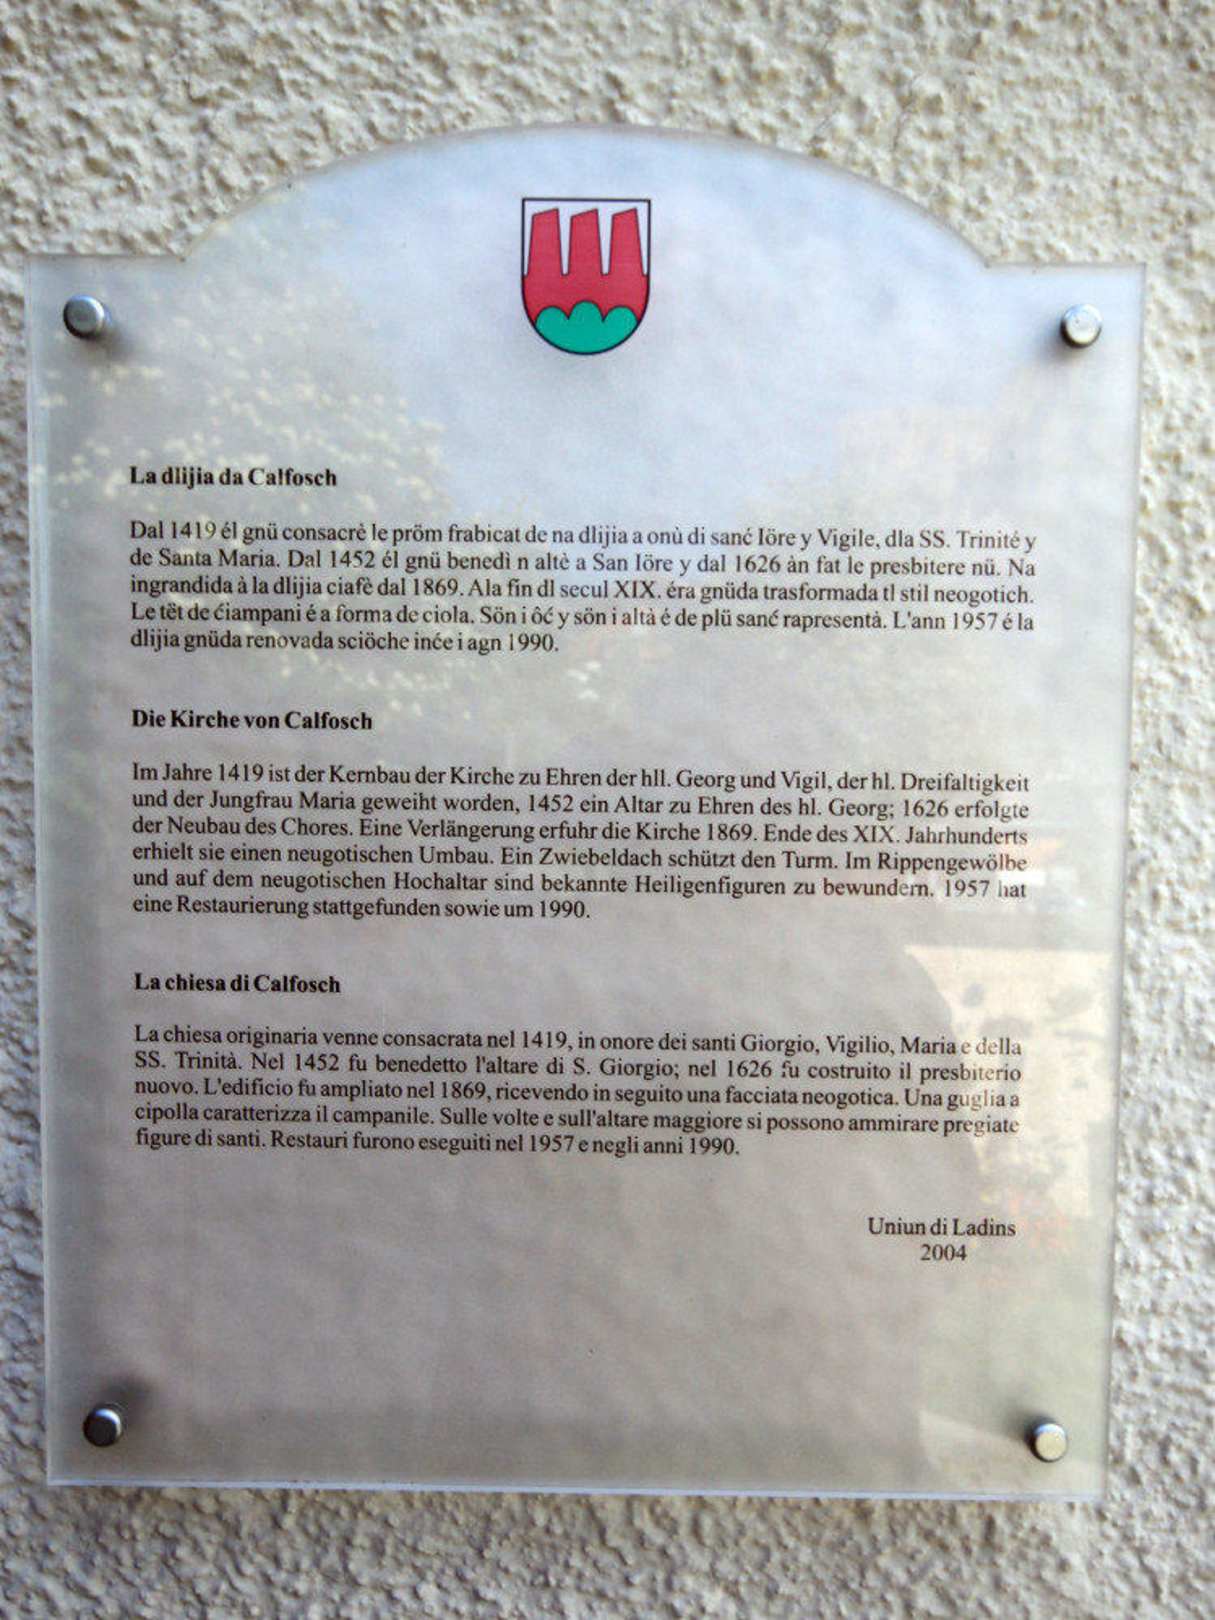 La dlijia da Calfosch
Dal 1419 él gnü consacrè le pröm frabicat de na dlijia a onù di sanć Iöre y Vigile, dla SS. Trinité y
de Santa Maria. Dal 1452 él gnü benedì n altè a San Iöre y dal 1626 àn fat le presbitere nü. Na
ingrandida à la dlijia ciafè dal 1869. Ala fin dl secul XIX. éra gnüda trasformada tl stil neogotich.
Le tët de ćiampani é a forma de ciola. Sön i ôć y sön i altà é de plü sanć rapresentà. L'ann 1957 é la
dlijia gnüda renovada sciöche inće i agn 1990.
Die Kirche von Calfosch
Im Jahre 1419 ist der Kernbau der Kirche zu Ehren der hll. Georg und Vigil, der hl. Dreifaltigkeit
und der Jungfrau Maria geweiht worden, 1452 ein Altar zu Ehren des hl. Georg; 1626 erfolgte
der Neubau des Chores. Eine Verlängerung erfuhr die Kirche 1869. Ende des XIX. Jahrhunderts
erhielt sie einen neugotischen Umbau. Ein Zwiebeldach schützt den Turm. Im Rippengewölbe
und auf dem neugotischen Hochaltar sind bekannte Heiligenfiguren zu bewundern. 1957 hat
eine Restaurierung stattgefunden sowie um 1990.
La chiesa di Calfosch
La chiesa originaria venne consacrata nel 1419, in onore dei santi Giorgio, Vigilio, Maria e della
SS. Trinità. Nel 1452 fu benedetto l'altare di S. Giorgio; nel 1626 fu costruito il presbiterio
nuovo. L'edificio fu ampliato nel 1869, ricevendo in seguito una facciata neogotica. Una guglia a
cipolla caratterizza il campanile. Sulle volte e sull'altare maggiore si possono ammirare pregiate
figure di santi. Restauri furono eseguiti nel 1957 e negli anni 1990.
Uniun di Ladins
2004